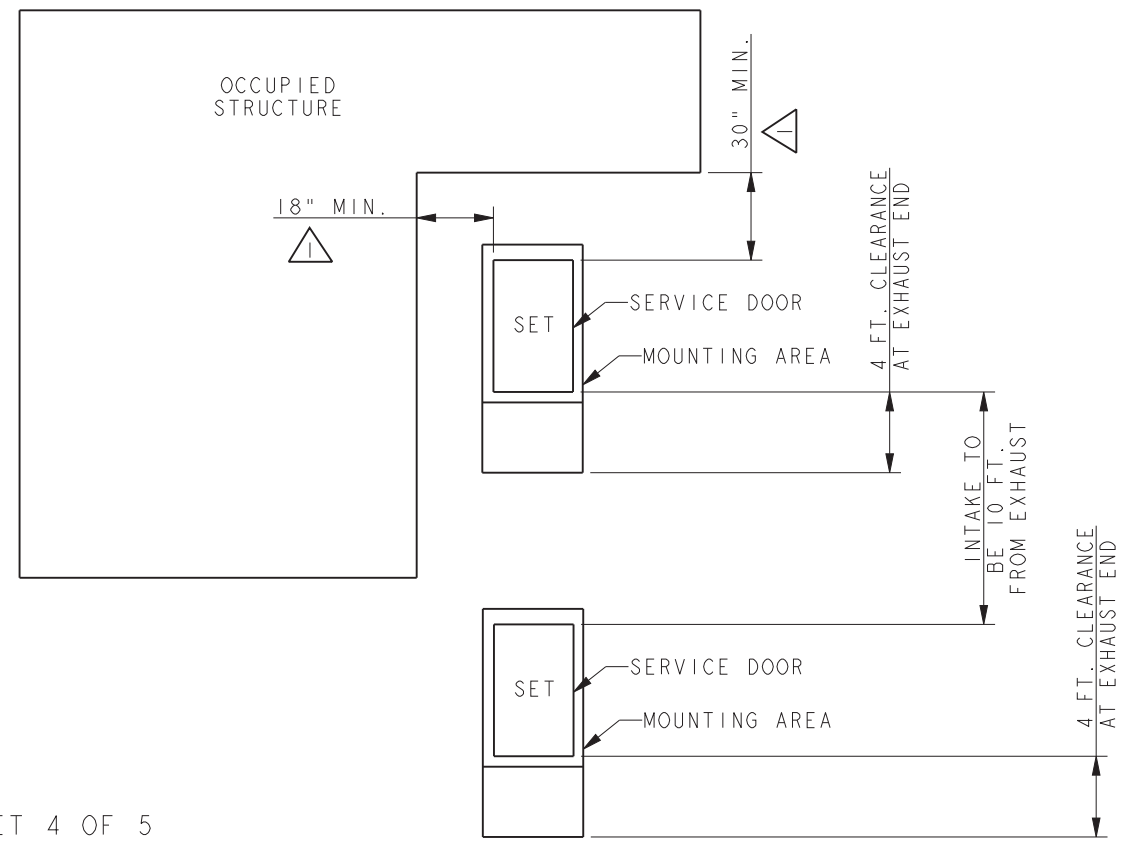 OCCUPIED
STRUCTURE
30" MIN.
1
18" MIN.
1
4 FT. CLEARANCE
AT EXHAUST END
SERVICE DOOR
SET
MOUNTING AREA
INTAKE TO
BE 10 FT.
FROM EXHAUST
4 FT. CLEARANCE
AT EXHAUST END
SERVICE DOOR
SET
MOUNTING AREA
ET 4 OF 5